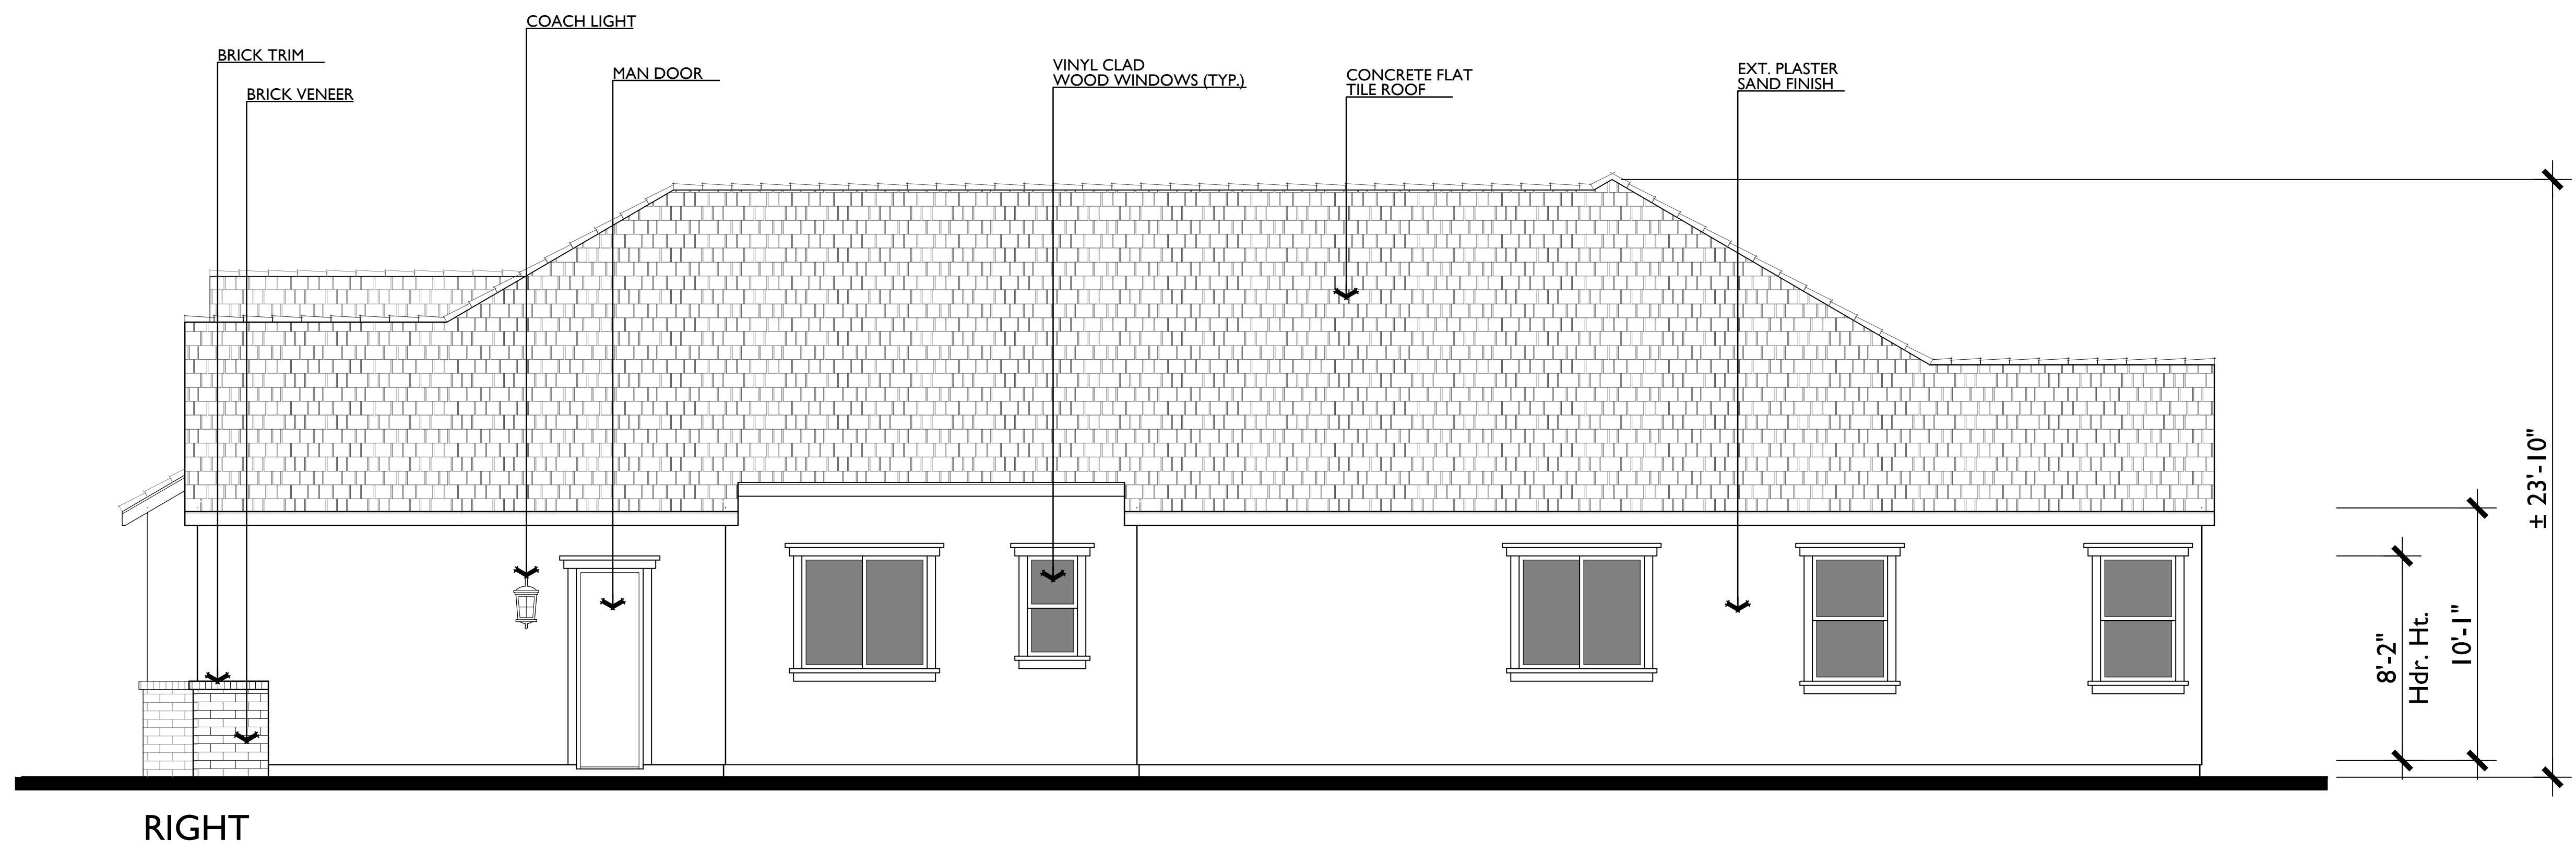 COACH LIGHT
BRICK TRIM
MAN DOOR
BRICK VENEER
VINYL CLAD
WOOD WINDOWS (TYP.)
CONCRETE FLAT
TILE ROOF
EXT. PLASTER
SAND FINISH
8'-2"
Hdr. Ht.
10'-1"
± 23'-10"
RIGHT